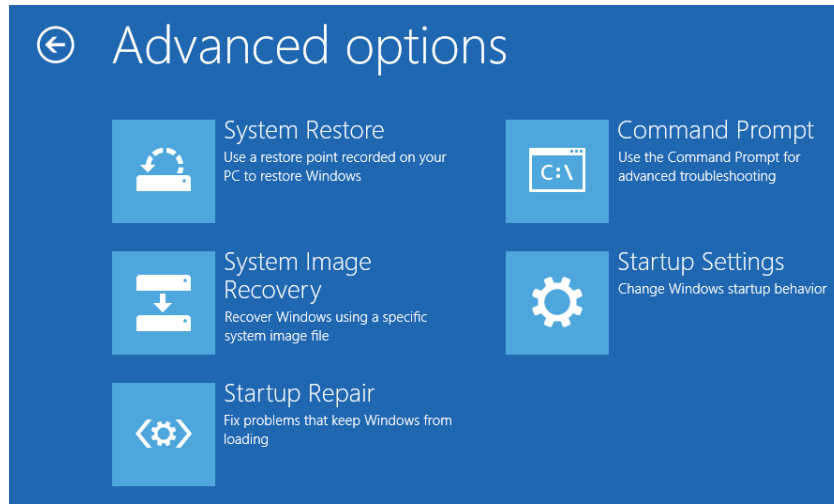 Advanced options
System Restore
Use a restore point recorded on your
PC to restore Windows
Command Prompt
Use the Command Prompt for
advanced troubleshooting
C:\
System Image
Recovery
Recover Windows using a specific
system image file
Startup Settings
Change Windows startup behavior
Startup Repair
Fix problems that keep Windows from
loading